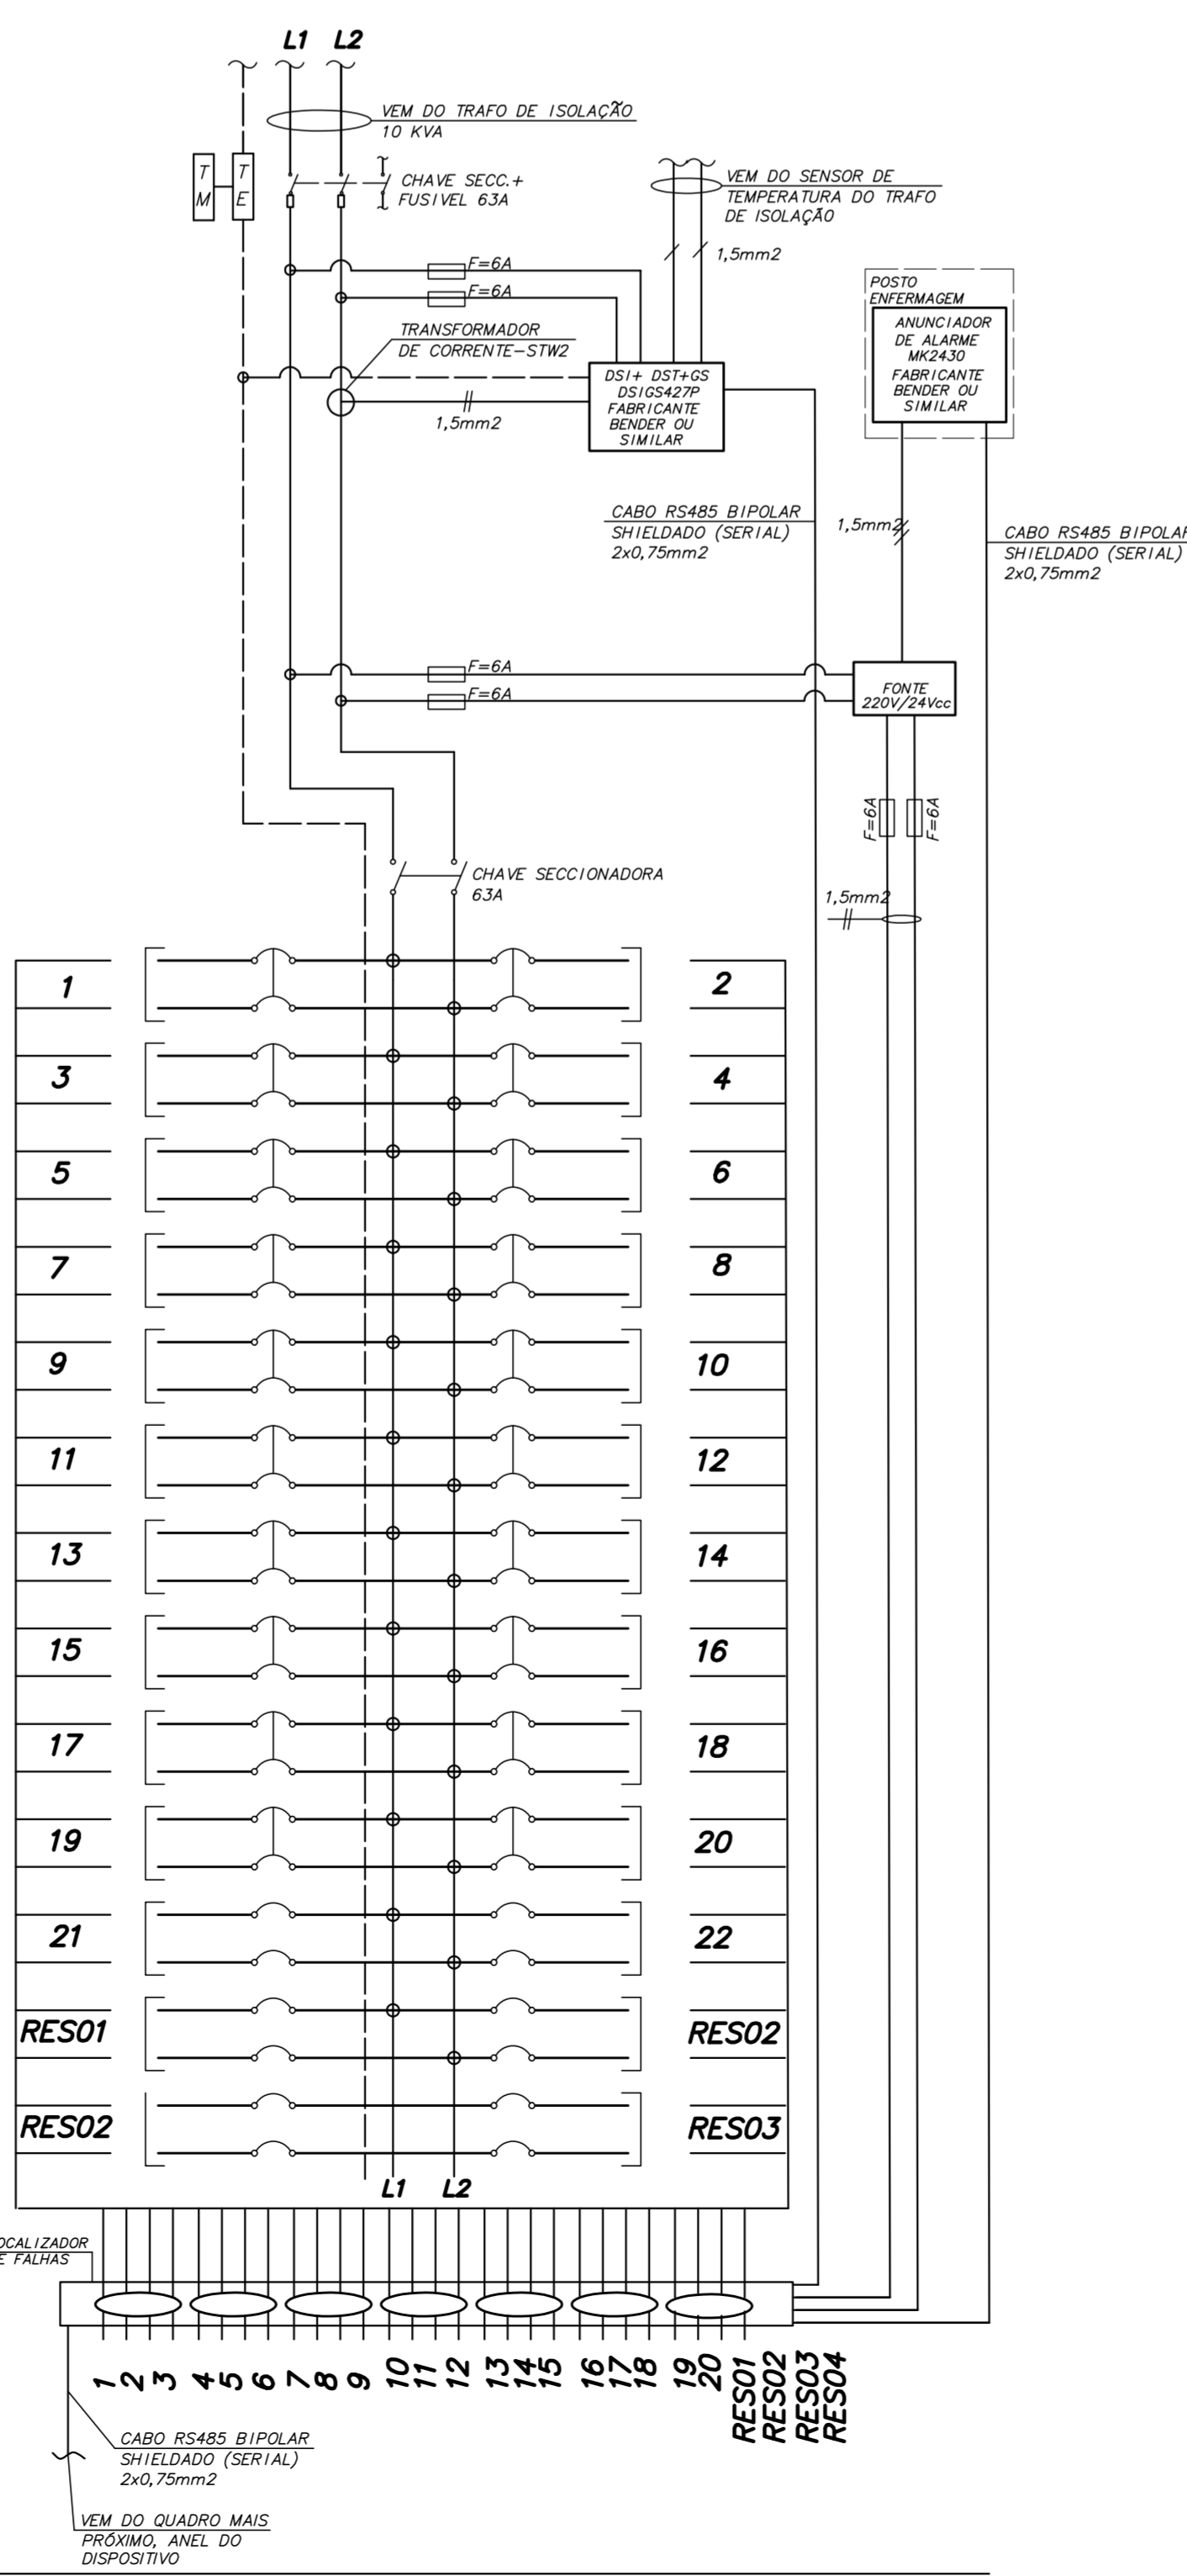 L1 L2
VEM DO TRAFO DE ISOLAÇÃO
10 KVA
T
M
T
E
CHAVE SECC.+
FUSIVEL 63A
VEM DO SENSOR DE
TEMPERATURA DO TRAFO
DE ISOLAÇÃO
1,5mm2
F=6A
F=6A
TRANSFORMADOR
DE CORRENTE-STW2
1,5mm2
DSI+ DST+GS
DSIGS427P
FABRICANTE
BENDER OU
SIMILAR
POSTO
ENFERMAGEM
ANUNCIADOR
DE ALARME
MK2430
FABRICANTE
BENDER OU
SIMILAR
CABO RS485 BIPOLAR
SHIELDADO (SERIAL)
2x0,75mm2
1,5mm2
CABO RS485 BIPOLAR
SHIELDADO (SERIAL)
2x0,75mm2
F=6A
F=6A
FONTE
220V/24Vcc
F=6A
F=6A
CHAVE SECCIONADORA
63A
1,5mm2
1 2
3 4
5 6
7 8
9 10
11 12
13 14
15 16
17 18
19 20
21 22
RES01 RES02
RES02 RES03
L1 L2
OCALIZADOR
E FALHAS
1
2
3
4
5
6
7
8
9
10
11
12
13
14
15
16
17
18
19
20
RES01
RES02
RES03
RES04
CABO RS485 BIPOLAR
SHIELDADO (SERIAL)
2x0,75mm2
VEM DO QUADRO MAIS
PRÓXIMO, ANEL DO
DISPOSITIVO